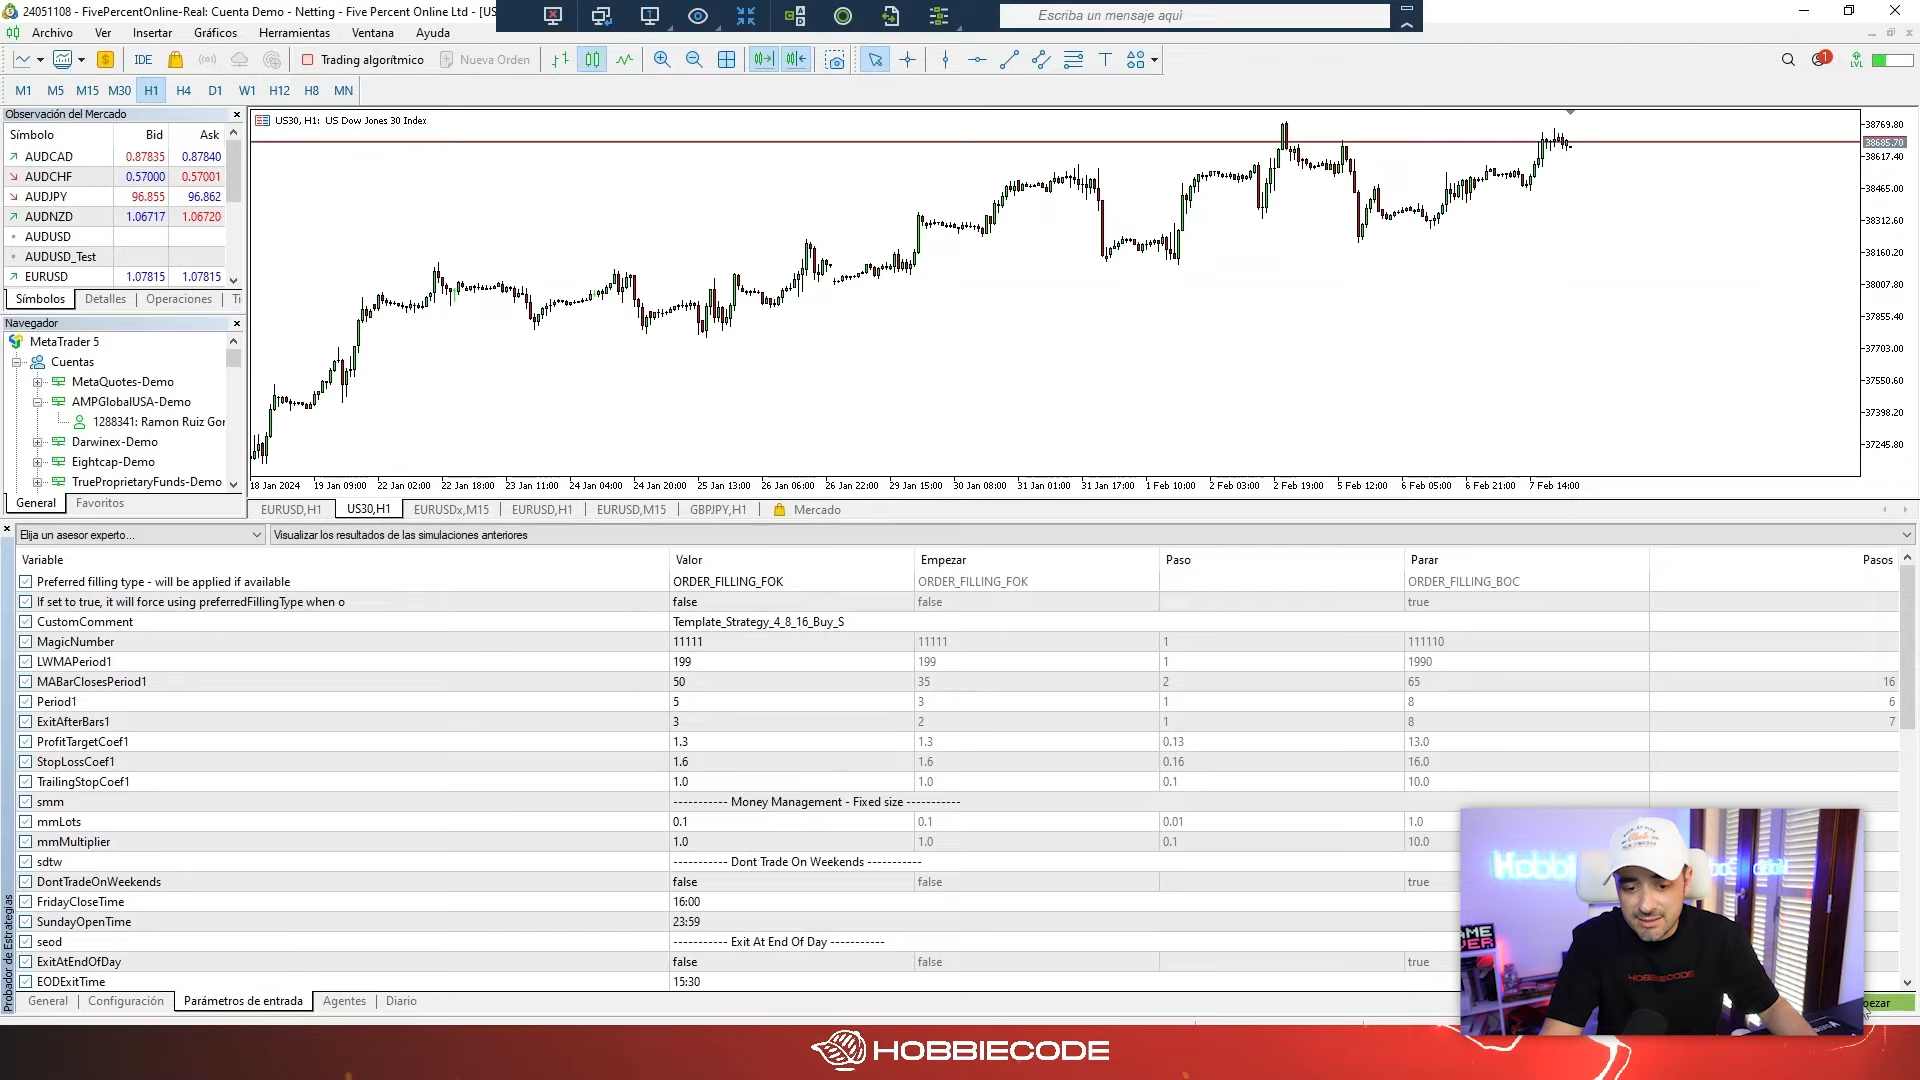 24051108 - FivePercentOnline-Real: Cuenta Demo - Netting - Five Percent Online Ltd - [US
Escriba un mensaje aquí
Archivo Ver Insertar Gráficos Herramientas Ventana Ayuda
IDE Trading algorítmico Nueva Orden
1 LVL
M1 M5 M15 M30 H1 H4 D1 W1 H12 H8 MN
Observación del Mercado
Símbolo Bid Ask
AUDCAD 0.87835 0.87840
AUDCHF 0.57000 0.57001
AUDJPY 96.855 96.862
AUDNZD 1.06717 1.06720
AUDUSD
AUDUSD_Test
EURUSD 1.07815 1.07815
Símbolos Detalles Operaciones Ti
Navegador
MetaTrader 5
Cuentas
MetaQuotes-Demo
AMPGlobalUSA-Demo
1288341: Ramon Ruiz Gor
Darwinex-Demo
Eightcap-Demo
TrueProprietaryFunds-Demo
General Favoritos
US30, H1: US Dow Jones 30 Index
38769.80
38685.70
38617.40
38465.00
38312.60
38160.20
38007.80
37855.40
37703.00
37550.60
37398.20
37245.80
18 Jan 2024 19 Jan 09:00 22 Jan 02:00 22 Jan 18:00 23 Jan 11:00 24 Jan 04:00 24 Jan 20:00 25 Jan 13:00 26 Jan 06:00 26 Jan 22:00 29 Jan 15:00 30 Jan 08:00 31 Jan 01:00 31 Jan 17:00 1 Feb 10:00 2 Feb 03:00 2 Feb 19:00 5 Feb 12:00 6 Feb 05:00 6 Feb 21:00 7 Feb 14:00
EURUSD,H1 US30,H1 EURUSDx,M15 EURUSD,H1 EURUSD,M15 GBPJPY,H1 Mercado
Elija un asesor experto... Visualizar los resultados de las simulaciones anteriores
Variable Valor Empezar Paso Parar Pasos
Preferred filling type - will be applied if available ORDER_FILLING_FOK ORDER_FILLING_FOK ORDER_FILLING_BOC
If set to true, it will force using preferredFillingType when o false false true
CustomComment Template_Strategy_4_8_16_Buy_S
MagicNumber 11111 11111 1 111110
LWMAPeriod1 199 199 1 1990
MABarClosesPeriod1 50 35 2 65 16
Period1 5 3 1 8 6
ExitAfterBars1 3 2 1 8 7
ProfitTargetCoef1 1.3 1.3 0.13 13.0
StopLossCoef1 1.6 1.6 0.16 16.0
TrailingStopCoef1 1.0 1.0 0.1 10.0
smm ----------- Money Management - Fixed size -----------
mmLots 0.1 0.1 0.01 1.0
mmMultiplier 1.0 1.0 0.1 10.0
sdtw ----------- Dont Trade On Weekends -----------
DontTradeOnWeekends false false true
FridayCloseTime 16:00
SundayOpenTime 23:59
seod ----------- Exit At End Of Day -----------
ExitAtEndOfDay false false true
EODExitTime 15:30
Probador de Estrategias
General Configuración Parámetros de entrada Agentes Diario
Hobbi
HOBBIECODE
HOBBIECODE